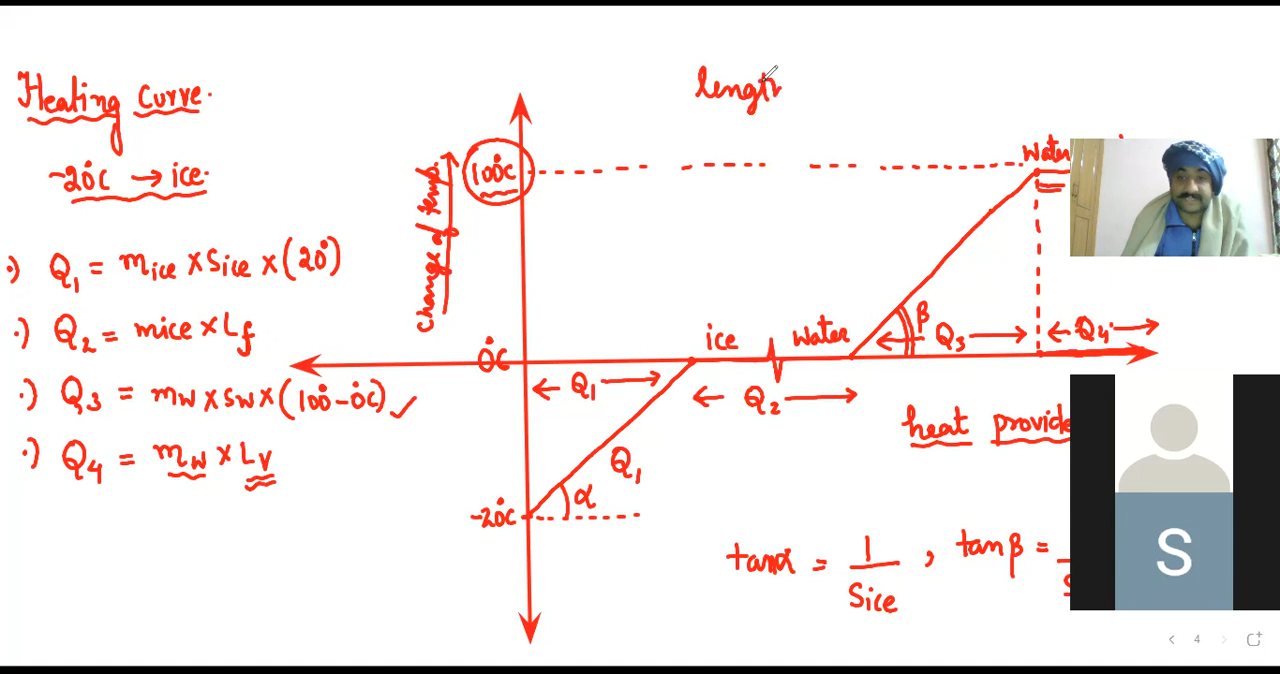 Heating Curve.
-20°C → ice.
•) Q1 = mice × Sice × (20°)
•) Q2 = mice × Lf
•) Q3 = mw × Sw × (100° - 0°C) ✓
•) Q4 = mw × Lv
length
Change of temp.
100°C
0°C
-20°C
Q1
Q1
α
ice
Water
Q2
β
Q3
Water
Q4
heat provide
tanα = 1/Sice , tanβ =
S
4